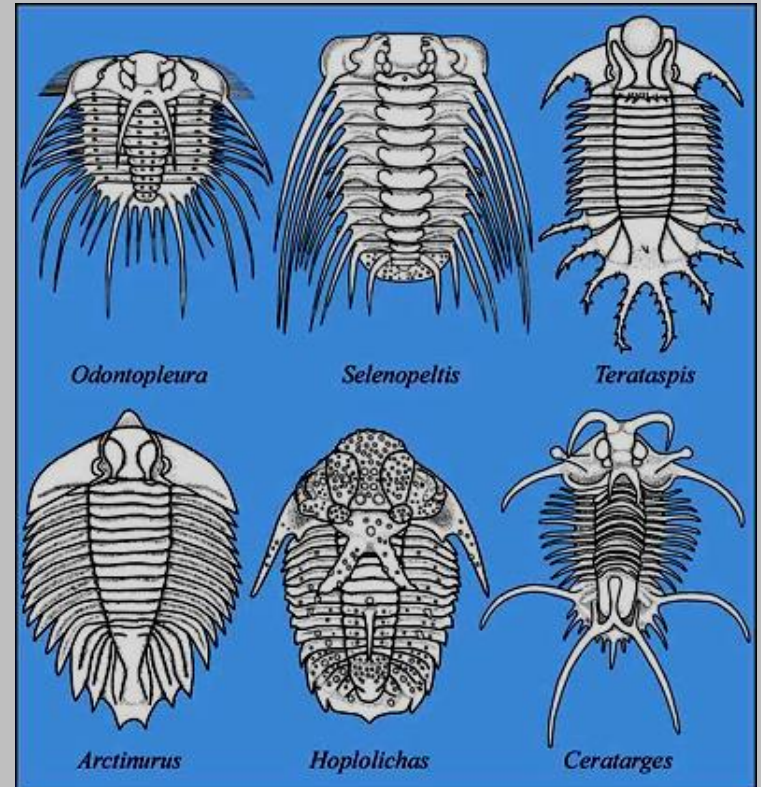 Odontopleura
Selenopeltis
Terataspis
Arctinurus
Hoplolichas
Ceratarges